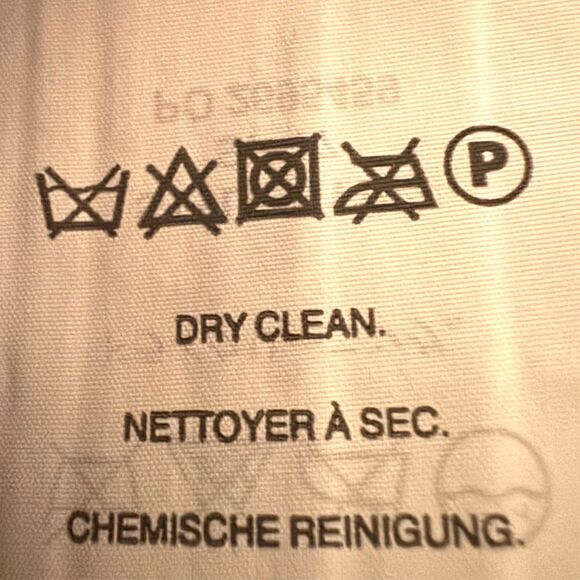 P
DRY CLEAN.
NETTOYER À SEC.
CHEMISCHE REINIGUNG.